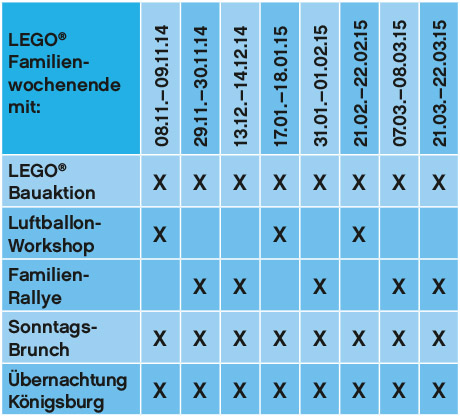 LEGO®
Familien-
wochenende
mit:
08.11.–09.11.14
29.11.–30.11.14
13.12.–14.12.14
17.01.–18.01.15
31.01.–01.02.15
21.02.–22.02.15
07.03.–08.03.15
21.03.–22.03.15
LEGO®
Bauaktion
X X X X X X X X
Luftballon-
Workshop
X X X
Familien-
Rallye
X X X X X
Sonntags-
Brunch
X X X X X X X X
Übernachtung
Königsburg
X X X X X X X X